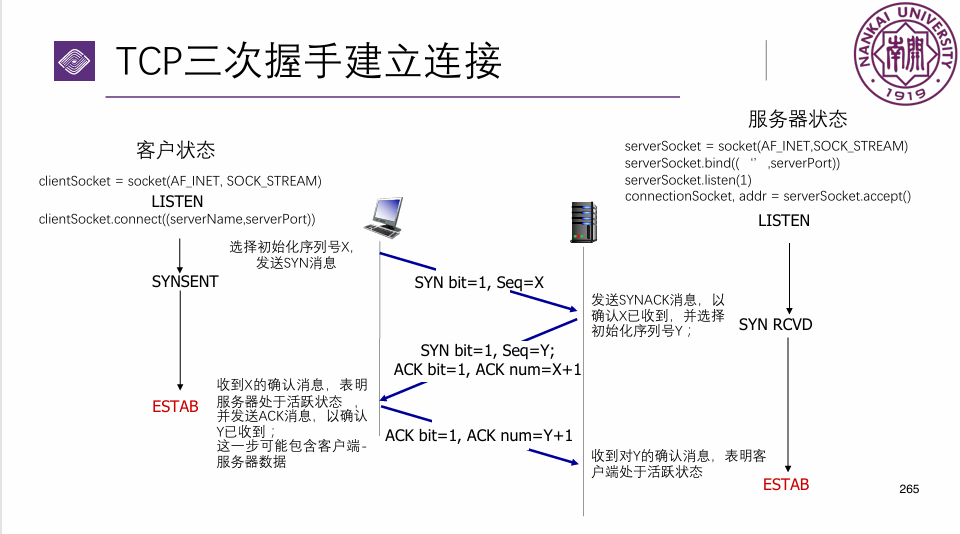 TCP三次握手建立连接
NANKAI UNIVERSITY
南開
1919
服务器状态
serverSocket = socket(AF_INET,SOCK_STREAM)
serverSocket.bind(( ‘’ ,serverPort))
serverSocket.listen(1)
connectionSocket, addr = serverSocket.accept()
LISTEN
客户状态
clientSocket = socket(AF_INET, SOCK_STREAM)
LISTEN
clientSocket.connect((serverName,serverPort))
选择初始化序列号X，
发送SYN消息
SYNSENT
SYN bit=1, Seq=X
发送SYNACK消息，以
确认X已收到，并选择
初始化序列号Y；
SYN RCVD
SYN bit=1, Seq=Y;
ACK bit=1, ACK num=X+1
收到X的确认消息，表明
服务器处于活跃状态 ，
并发送ACK消息，以确认
Y已收到；
这一步可能包含客户端-
服务器数据
ESTAB
ACK bit=1, ACK num=Y+1
收到对Y的确认消息，表明客
户端处于活跃状态
ESTAB
265